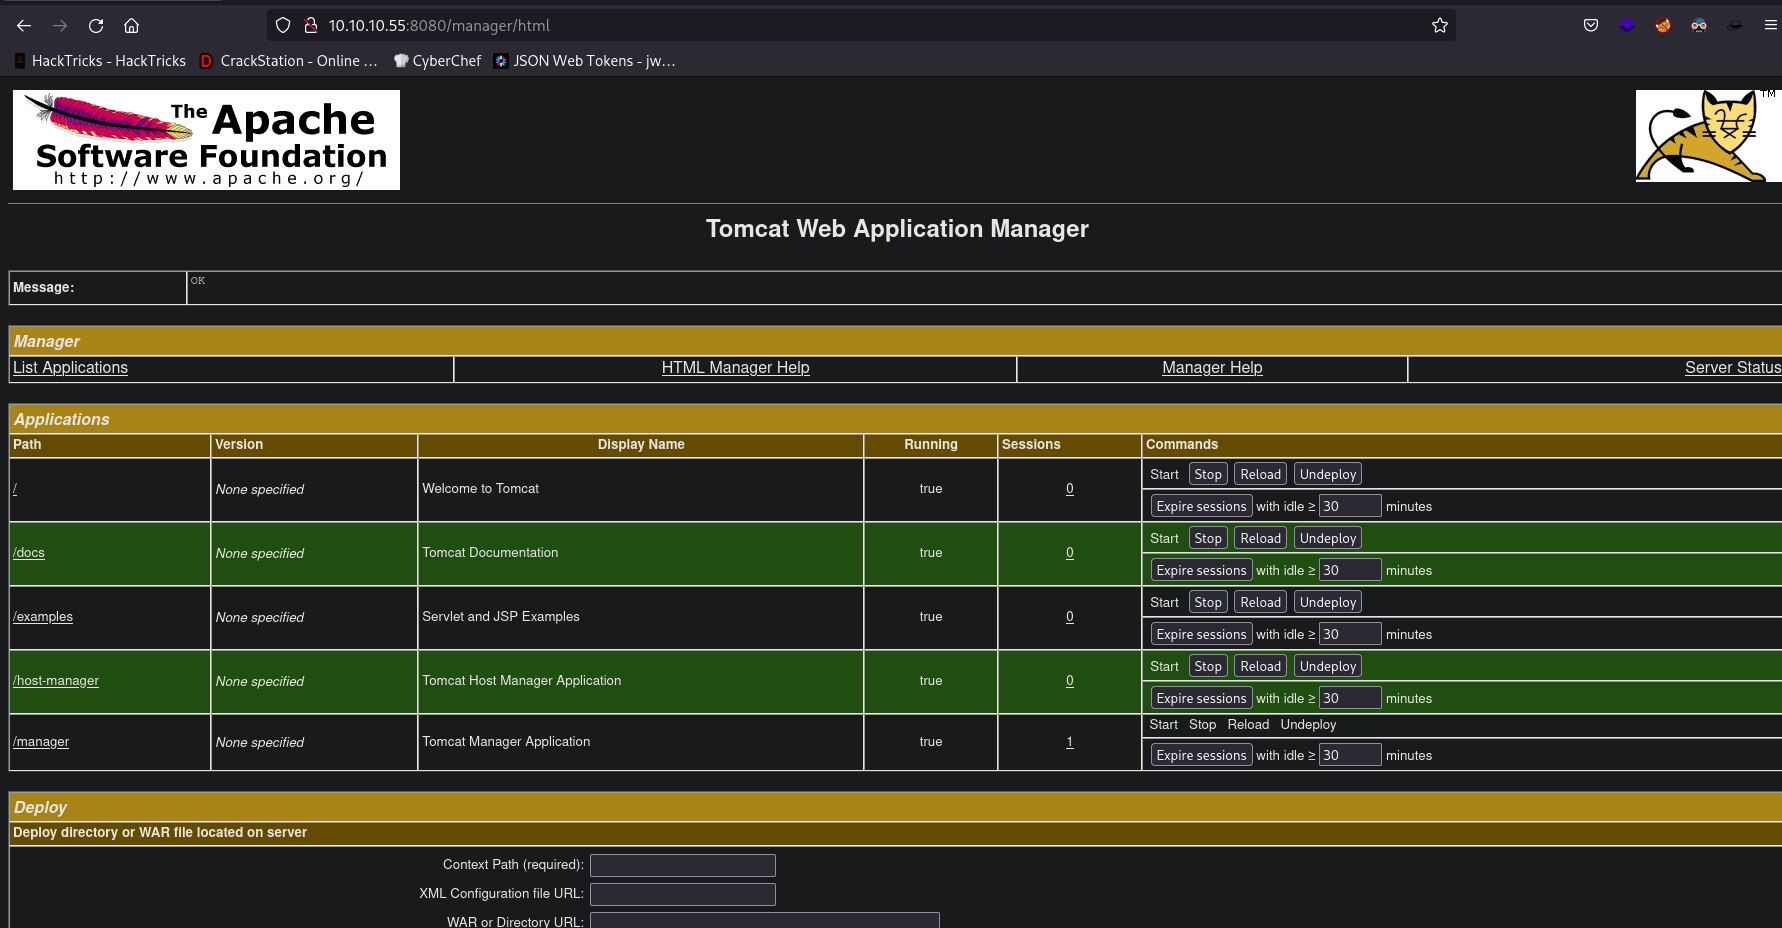 10.10.10.55:8080/manager/html
HackTricks - HackTricks D CrackStation - Online ... CyberChef JSON Web Tokens - jw...
The Apache
Software Foundation
http://www.apache.org/
TM
Tomcat Web Application Manager
Message: OK
Manager
List Applications HTML Manager Help Manager Help Server Status
Applications
Path Version Display Name Running Sessions Commands
/ None specified Welcome to Tomcat true 0 Start Stop Reload Undeploy
Expire sessions with idle ≥ 30 minutes
/docs None specified Tomcat Documentation true 0 Start Stop Reload Undeploy
Expire sessions with idle ≥ 30 minutes
/examples None specified Servlet and JSP Examples true 0 Start Stop Reload Undeploy
Expire sessions with idle ≥ 30 minutes
/host-manager None specified Tomcat Host Manager Application true 0 Start Stop Reload Undeploy
Expire sessions with idle ≥ 30 minutes
/manager None specified Tomcat Manager Application true 1 Start Stop Reload Undeploy
Expire sessions with idle ≥ 30 minutes
Deploy
Deploy directory or WAR file located on server
Context Path (required):
XML Configuration file URL:
WAR or Directory URL: